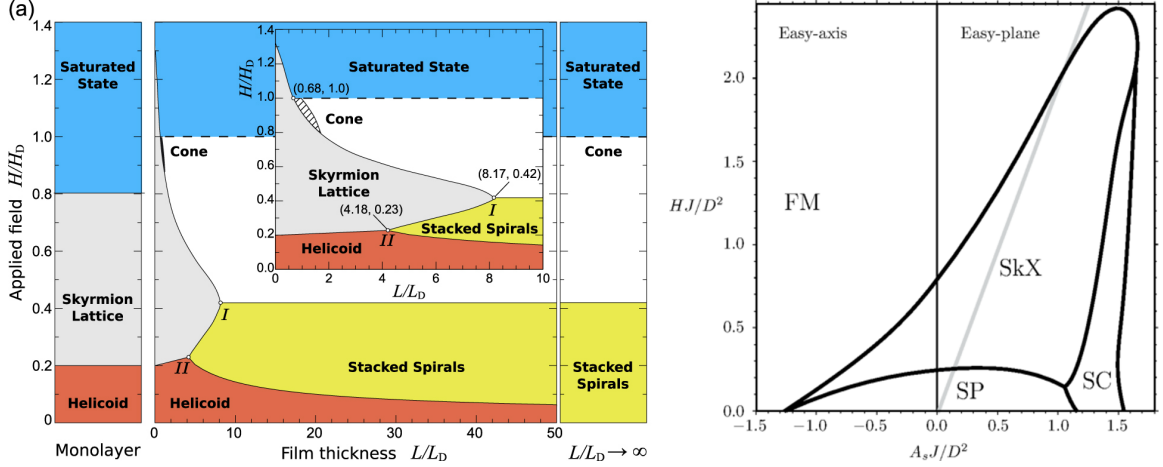 (a)
1.4
1.2
1.0
0.8
0.6
0.4
0.2
0
Applied field H/H_D
Saturated
State
Skyrmion
Lattice
Helicoid
Monolayer
Cone
I
II
Stacked Spirals
Helicoid
0
10
20
30
40
50
Film thickness L/L_D
H/H_D
1.4
1.2
1.0
0.8
0.6
0.4
0.2
0.0
Saturated State
(0.68, 1.0)
Cone
Skyrmion
Lattice
(8.17, 0.42)
(4.18, 0.23)
I
II
Stacked Spirals
Helicoid
0
2
4
6
8
10
L/L_D
Saturated
State
Cone
Stacked
Spirals
L/L_D → ∞
Easy-axis
Easy-plane
2.0
1.5
1.0
0.5
0.0
HJ/D²
FM
SkX
SP
SC
−1.5
−1.0
−0.5
0.0
0.5
1.0
1.5
A_sJ/D²